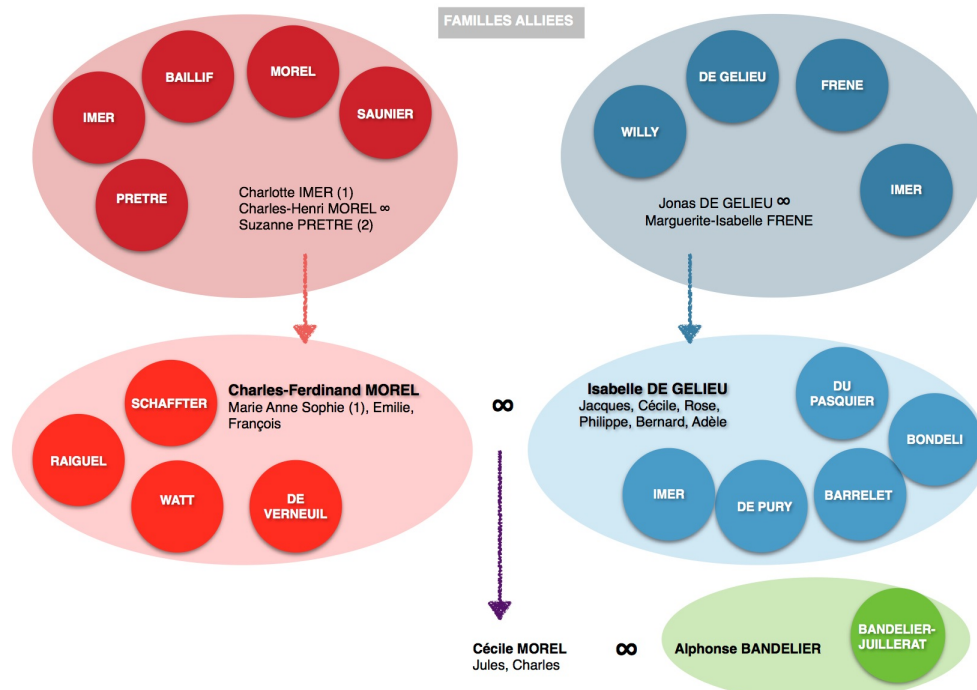 FAMILLES ALLIEES
IMER
BAILLIF
MOREL
SAUNIER
PRETRE
Charlotte IMER (1)
Charles-Henri MOREL ∞
Suzanne PRETRE (2)
WILLY
DE GELIEU
FRENE
IMER
Jonas DE GELIEU ∞
Marguerite-Isabelle FRENE
SCHAFFTER
RAIGUEL
WATT
DE
VERNEUIL
Charles-Ferdinand MOREL
Marie Anne Sophie (1), Emilie,
François
∞
Isabelle DE GELIEU
Jacques, Cécile, Rose,
Philippe, Bernard, Adèle
DU
PASQUIER
BONDELI
IMER
DE PURY
BARRELET
Cécile MOREL
Jules, Charles
∞
Alphonse BANDELIER
BANDELIER-
JUILLERAT